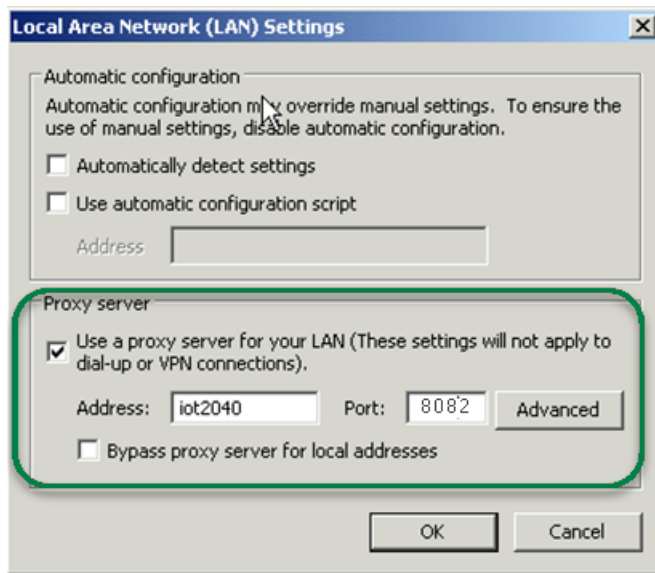 Local Area Network (LAN) Settings
Automatic configuration
Automatic configuration may override manual settings. To ensure the
use of manual settings, disable automatic configuration.
Automatically detect settings
Use automatic configuration script
Address
Proxy server
Use a proxy server for your LAN (These settings will not apply to
dial-up or VPN connections).
Address: iot2040 Port: 8082 Advanced
Bypass proxy server for local addresses
OK Cancel